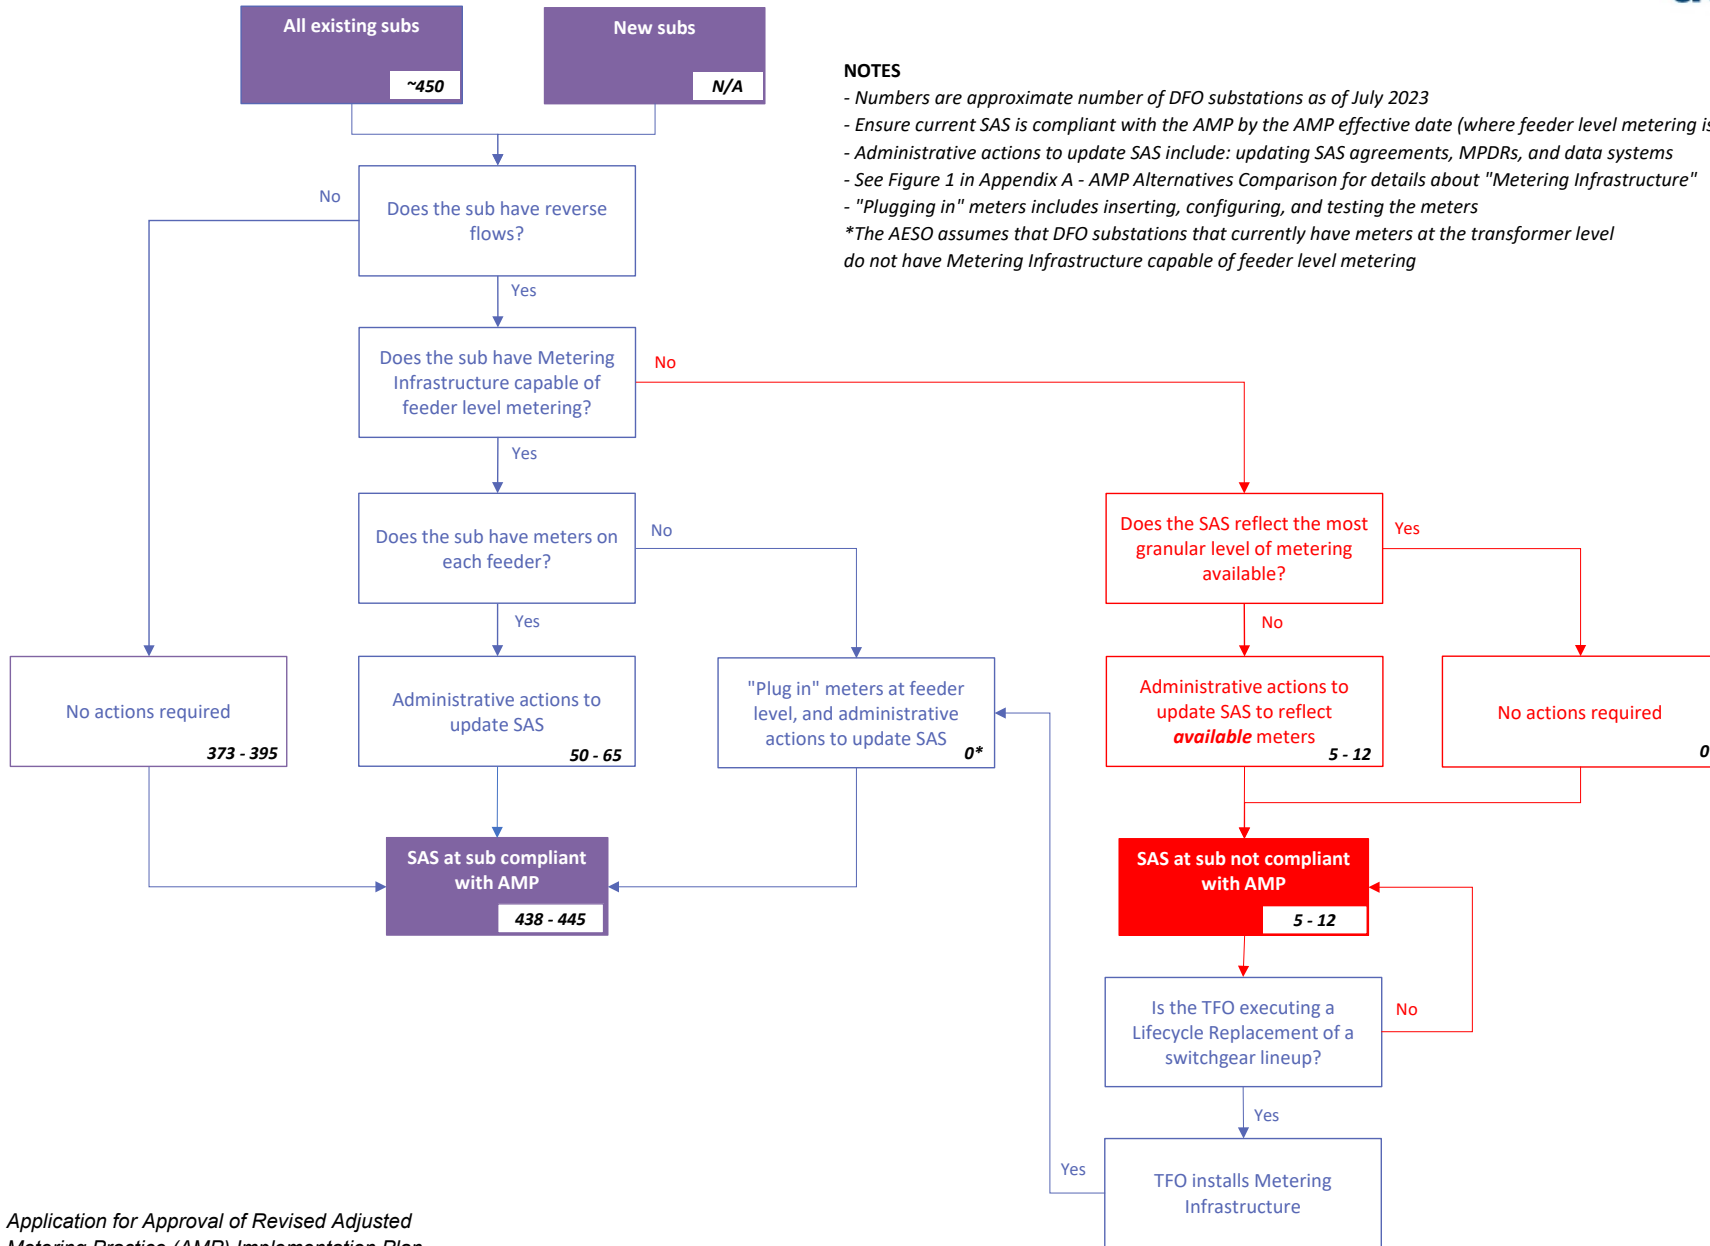 All existing subs
~450
New subs
N/A
NOTES
- Numbers are approximate number of DFO substations as of July 2023
- Ensure current SAS is compliant with the AMP by the AMP effective date (where feeder level metering is
- Administrative actions to update SAS include: updating SAS agreements, MPDRs, and data systems
- See Figure 1 in Appendix A - AMP Alternatives Comparison for details about "Metering Infrastructure"
- "Plugging in" meters includes inserting, configuring, and testing the meters
*The AESO assumes that DFO substations that currently have meters at the transformer level
do not have Metering Infrastructure capable of feeder level metering
No
Does the sub have reverse
flows?
Yes
Does the sub have Metering
Infrastructure capable of
feeder level metering?
No
Yes
Does the sub have meters on
each feeder?
No
Yes
Does the SAS reflect the most
granular level of metering
available?
Yes
No
No actions required
373 - 395
Administrative actions to
update SAS
50 - 65
"Plug in" meters at feeder
level, and administrative
actions to update SAS
0*
Administrative actions to
update SAS to reflect
available meters
5 - 12
No actions required
0
SAS at sub compliant
with AMP
438 - 445
SAS at sub not compliant
with AMP
5 - 12
Is the TFO executing a
Lifecycle Replacement of a
switchgear lineup?
No
Yes
Yes
TFO installs Metering
Infrastructure
Application for Approval of Revised Adjusted
Metering Practice (AMP) Implementation Plan